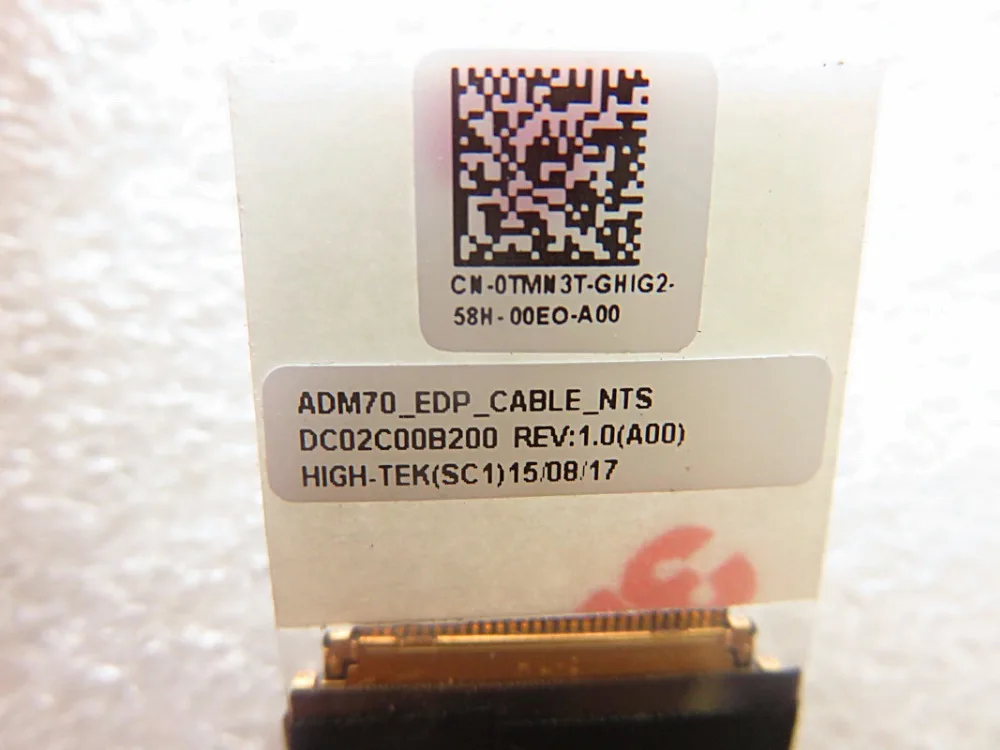 CN-0TMN3T-GHIG2-
58H-00EO-A00
ADM70_EDP_CABLE_NTS
DC02C00B200 REV:1.0(A00)
HIGH-TEK(SC1)15/08/17